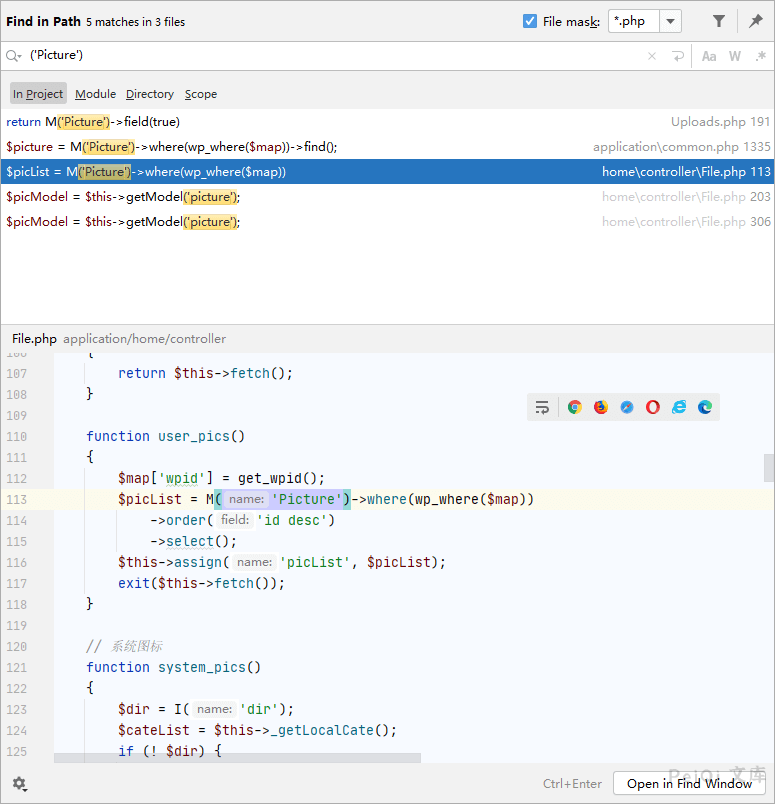 Find in Path 5 matches in 3 files File mask: *.php
('Picture') Aa W .*
In Project Module Directory Scope
return M('Picture')->field(true) Uploads.php 191
$picture = M('Picture')->where(wp_where($map))->find(); application\common.php 1335
$picList = M('Picture')->where(wp_where($map)) home\controller\File.php 113
$picModel = $this->getModel('picture'); home\controller\File.php 203
$picModel = $this->getModel('picture'); home\controller\File.php 306
File.php application/home/controller
106 {
107 return $this->fetch();
108 }
109
110 function user_pics()
111 {
112 $map['wpid'] = get_wpid();
113 $picList = M( name: 'Picture')->where(wp_where($map))
114 ->order( field: 'id desc')
115 ->select();
116 $this->assign( name: 'picList', $picList);
117 exit($this->fetch());
118 }
119
120 // 系统图标
121 function system_pics()
122 {
123 $dir = I( name: 'dir');
124 $cateList = $this->_getLocalCate();
125 if (! $dir) {
PeiQi 文库
Ctrl+Enter Open in Find Window